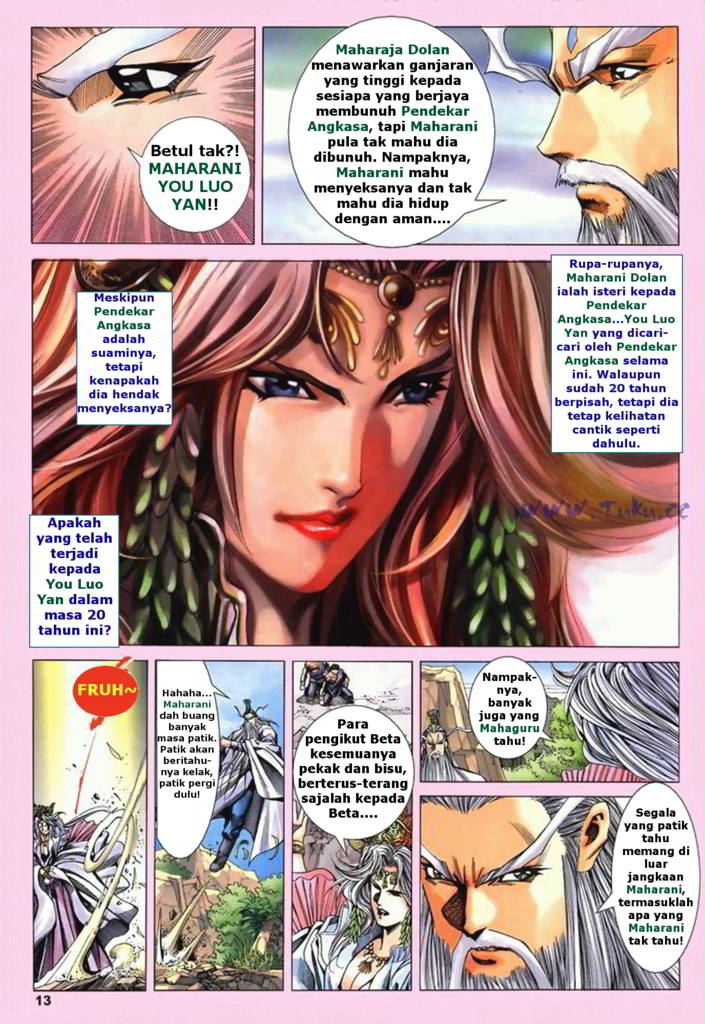 Betul tak?!
MAHARANI
YOU LUO
YAN!!
Maharaja Dolan
menawarkan ganjaran
yang tinggi kepada
sesiapa yang berjaya
membunuh Pendekar
Angkasa, tapi Maharani
pula tak mahu dia
dibunuh. Nampaknya,
Maharani mahu
menyeksanya dan tak
mahu dia hidup
dengan aman....
Meskipun
Pendekar
Angkasa
adalah
suaminya,
tetapi
kenapakah
dia hendak
menyeksanya?
Rupa-rupanya,
Maharani Dolan
ialah isteri kepada
Pendekar
Angkasa...You Luo
Yan yang dicari-
cari oleh Pendekar
Angkasa selama
ini. Walaupun
sudah 20 tahun
berpisah, tetapi dia
tetap kelihatan
cantik seperti
dahulu.
www.Tuku.cc
Apakah
yang telah
terjadi
kepada
You Luo
Yan dalam
masa 20
tahun ini?
FRUH~
Hahaha...
Maharani
dah buang
banyak
masa patik.
Patik akan
beritahu-
nya kelak,
patik pergi
dulu!
Para
pengikut Beta
kesemuanya
pekak dan bisu,
berterus-terang
sajalah kepada
Beta....
Nampak-
nya,
banyak
juga yang
Mahaguru
tahu!
Segala
yang patik
tahu
memang di
luar
jangkaan
Maharani,
termasuklah
apa yang
Maharani
tak tahu!
13